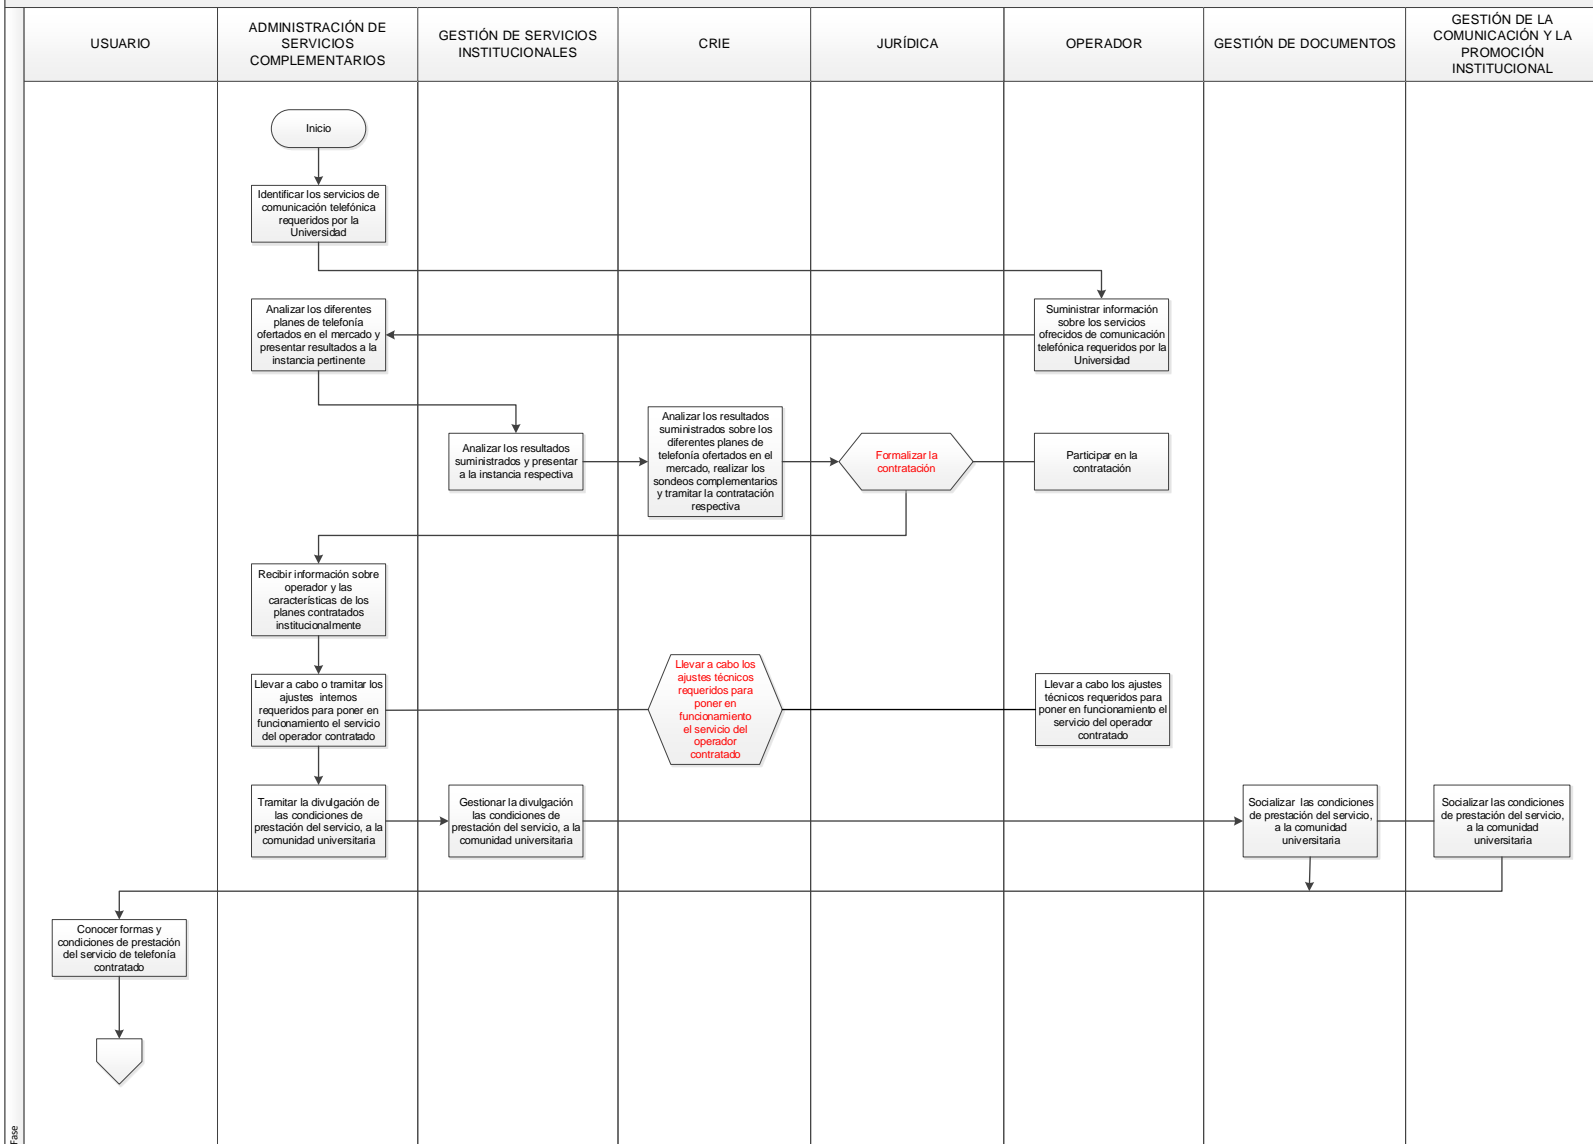 USUARIO
ADMINISTRACIÓN DE
SERVICIOS
COMPLEMENTARIOS
GESTIÓN DE SERVICIOS
INSTITUCIONALES
CRIE
JURÍDICA
OPERADOR
GESTIÓN DE DOCUMENTOS
GESTIÓN DE LA
COMUNICACIÓN Y LA
PROMOCIÓN
INSTITUCIONAL
Inicio
Identificar los servicios de
comunicación telefónica
requeridos por la
Universidad
Analizar los diferentes
planes de telefonía
ofertados en el mercado y
presentar resultados a la
instancia pertinente
Suministrar información
sobre los servicios
ofrecidos de comunicación
telefónica requeridos por la
Universidad
Analizar los resultados
suministrados y presentar
a la instancia respectiva
Analizar los resultados
suministrados sobre los
diferentes planes de
telefonía ofertados en el
mercado, realizar los
sondeos complementarios
y tramitar la contratación
respectiva
Formalizar la
contratación
Participar en la
contratación
Recibir información sobre
operador y las
características de los
planes contratados
institucionalmente
Llevar a cabo o tramitar los
ajustes internos
requeridos para poner en
funcionamiento el servicio
del operador contratado
Llevar a cabo los
ajustes técnicos
requeridos para
poner en
funcionamiento
el servicio del
operador
contratado
Llevar a cabo los ajustes
técnicos requeridos para
poner en funcionamiento el
servicio del operador
contratado
Tramitar la divulgación de
las condiciones de
prestación del servicio, a la
comunidad universitaria
Gestionar la divulgación
las condiciones de
prestación del servicio, a la
comunidad universitaria
Socializar las condiciones
de prestación del servicio,
a la comunidad
universitaria
Socializar las condiciones
de prestación del servicio,
a la comunidad
universitaria
Conocer formas y
condiciones de prestación
del servicio de telefonía
contratado
Fase